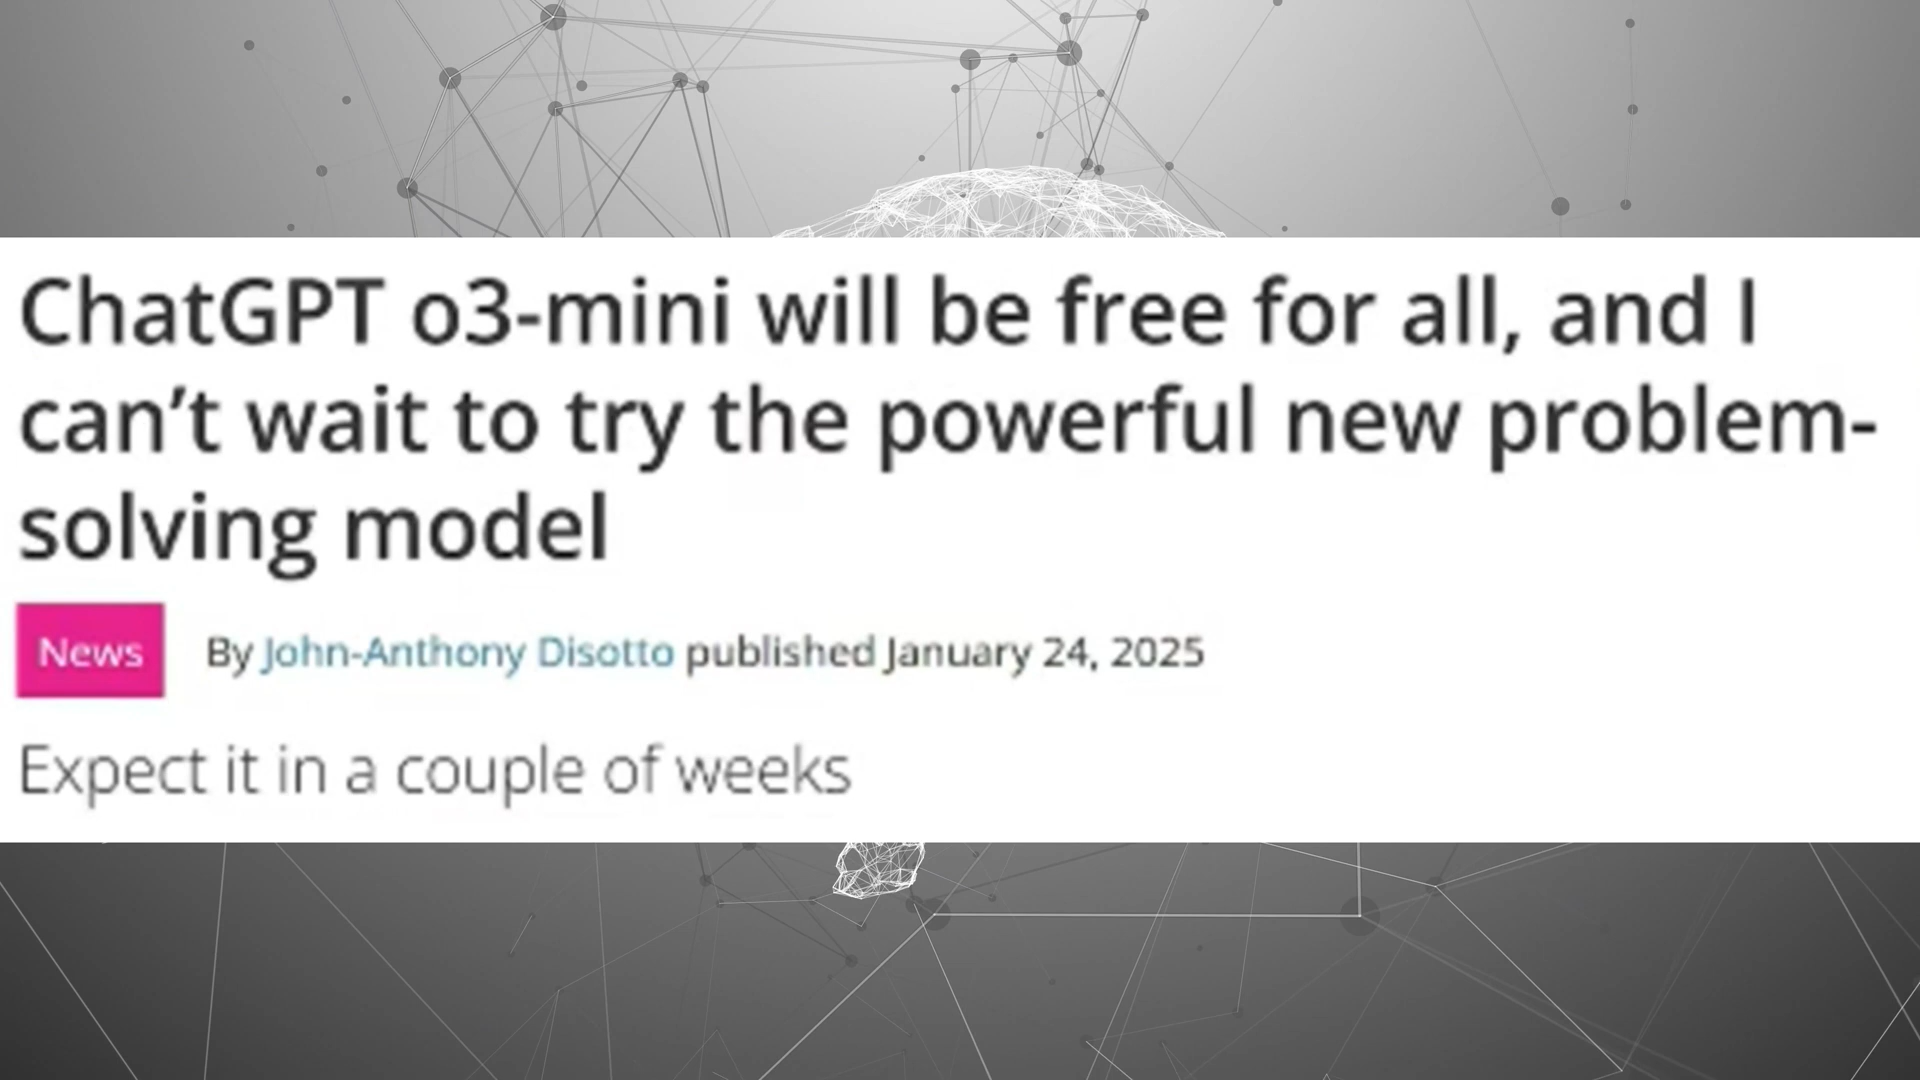 ChatGPT o3-mini will be free for all, and I
can’t wait to try the powerful new problem-
solving model
News By John-Anthony Disotto published January 24, 2025
Expect it in a couple of weeks